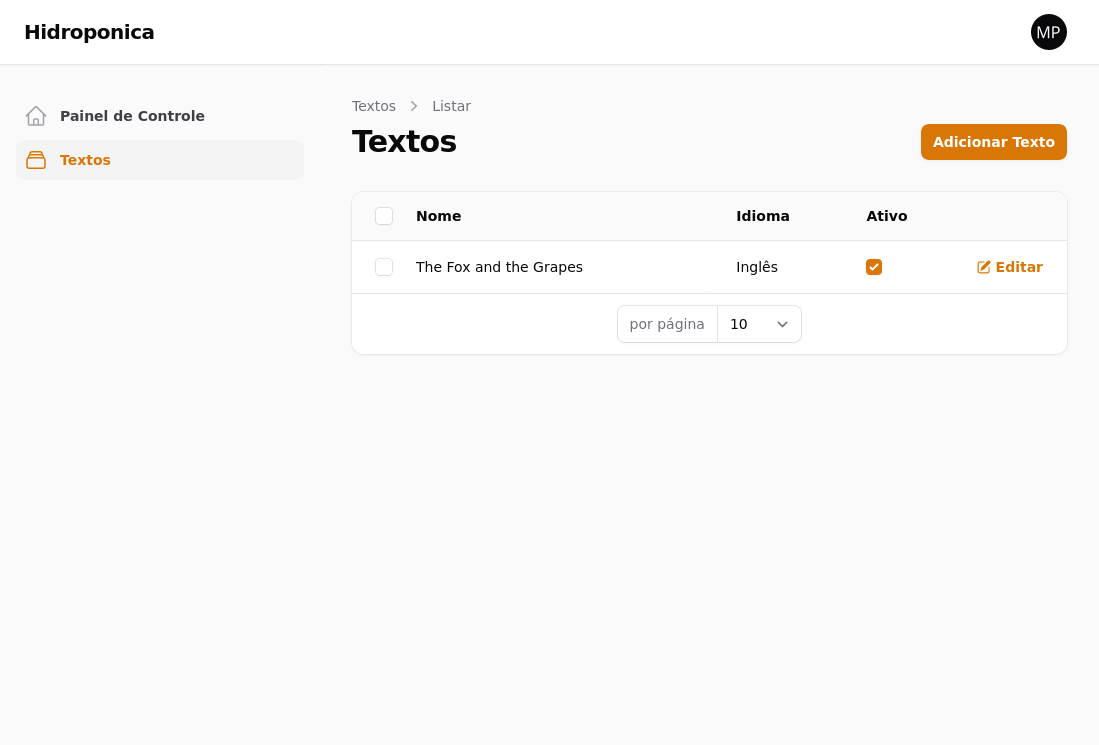 Hidroponica
MP
Painel de Controle
Textos
Textos
Listar
Textos
Adicionar Texto
Nome Idioma Ativo
The Fox and the Grapes Inglês Editar
por página 10